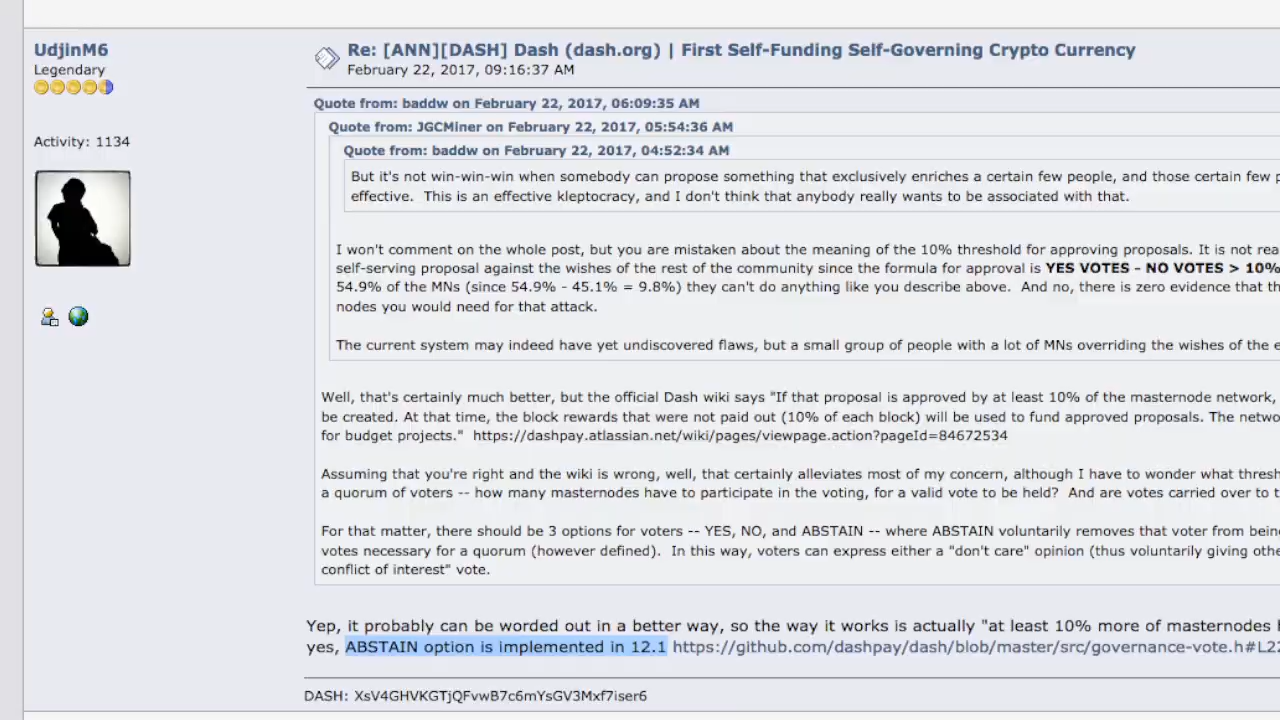 UdjinM6
Legendary
Activity: 1134
Re: [ANN][DASH] Dash (dash.org) | First Self-Funding Self-Governing Crypto Currency
February 22, 2017, 09:16:37 AM
Quote from: baddw on February 22, 2017, 06:09:35 AM
Quote from: JGCMiner on February 22, 2017, 05:54:36 AM
Quote from: baddw on February 22, 2017, 04:52:34 AM
But it's not win-win-win when somebody can propose something that exclusively enriches a certain few people, and those certain few
effective.  This is an effective kleptocracy, and I don't think that anybody really wants to be associated with that.
I won't comment on the whole post, but you are mistaken about the meaning of the 10% threshold for approving proposals. It is not
self-serving proposal against the wishes of the rest of the community since the formula for approval is YES VOTES - NO VOTES > 10%
54.9% of the MNs (since 54.9% - 45.1% = 9.8%) they can't do anything like you describe above.  And no, there is zero evidence that
nodes you would need for that attack.
The current system may indeed have yet undiscovered flaws, but a small group of people with a lot of MNs overriding the wishes of the
Well, that's certainly much better, but the official Dash wiki says "If that proposal is approved by at least 10% of the masternode network,
be created. At that time, the block rewards that were not paid out (10% of each block) will be used to fund approved proposals. The
for budget projects."  https://dashpay.atlassian.net/wiki/pages/viewpage.action?pageId=84672534
Assuming that you're right and the wiki is wrong, well, that certainly alleviates most of my concern, although I have to wonder what
a quorum of voters -- how many masternodes have to participate in the voting, for a valid vote to be held?  And are votes carried over to
For that matter, there should be 3 options for voters -- YES, NO, and ABSTAIN -- where ABSTAIN voluntarily removes that voter from
votes necessary for a quorum (however defined).  In this way, voters can express either a "don't care" opinion (thus voluntarily giving
conflict of interest" vote.
Yep, it probably can be worded out in a better way, so the way it works is actually "at least 10% more of masternodes
yes, ABSTAIN option is implemented in 12.1 https://github.com/dashpay/dash/blob/master/src/governance-vote.h#L22
DASH: XsV4GHVKGTjQFvwB7c6mYsGV3Mxf7iser6